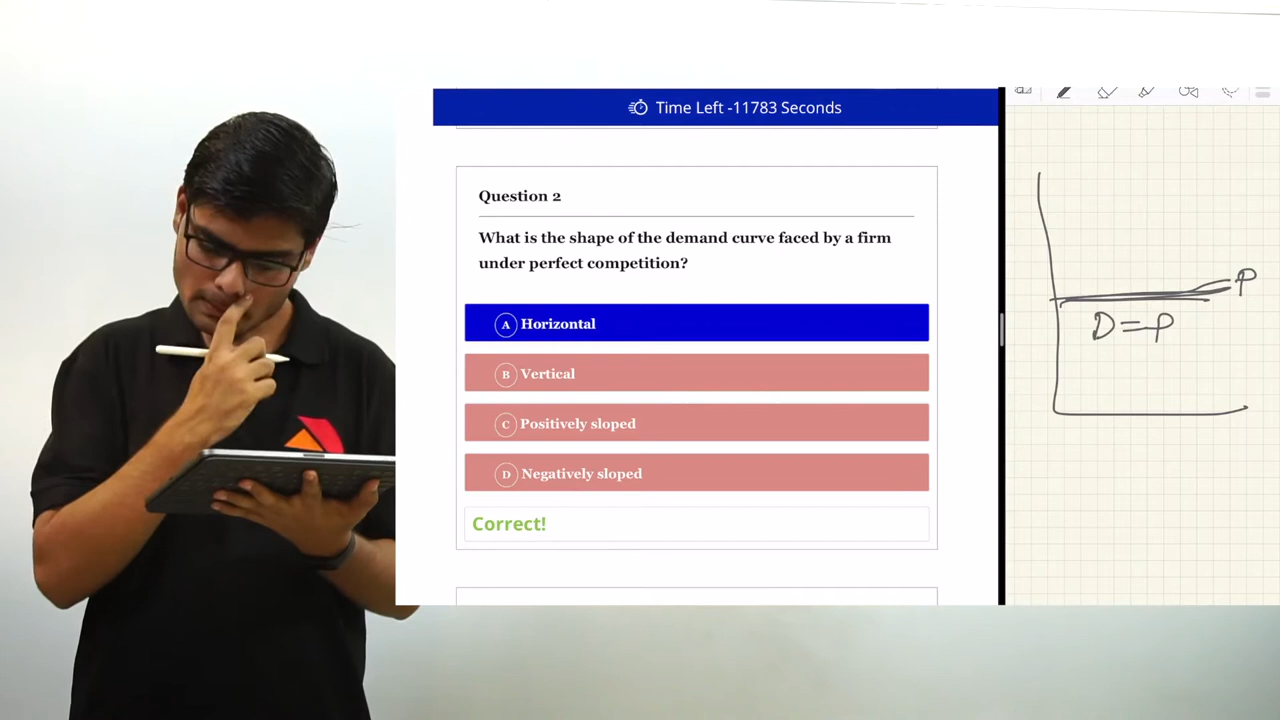 Time Left -11783 Seconds
Question 2
What is the shape of the demand curve faced by a firm
under perfect competition?
A Horizontal
B Vertical
C Positively sloped
D Negatively sloped
Correct!
P
D=P